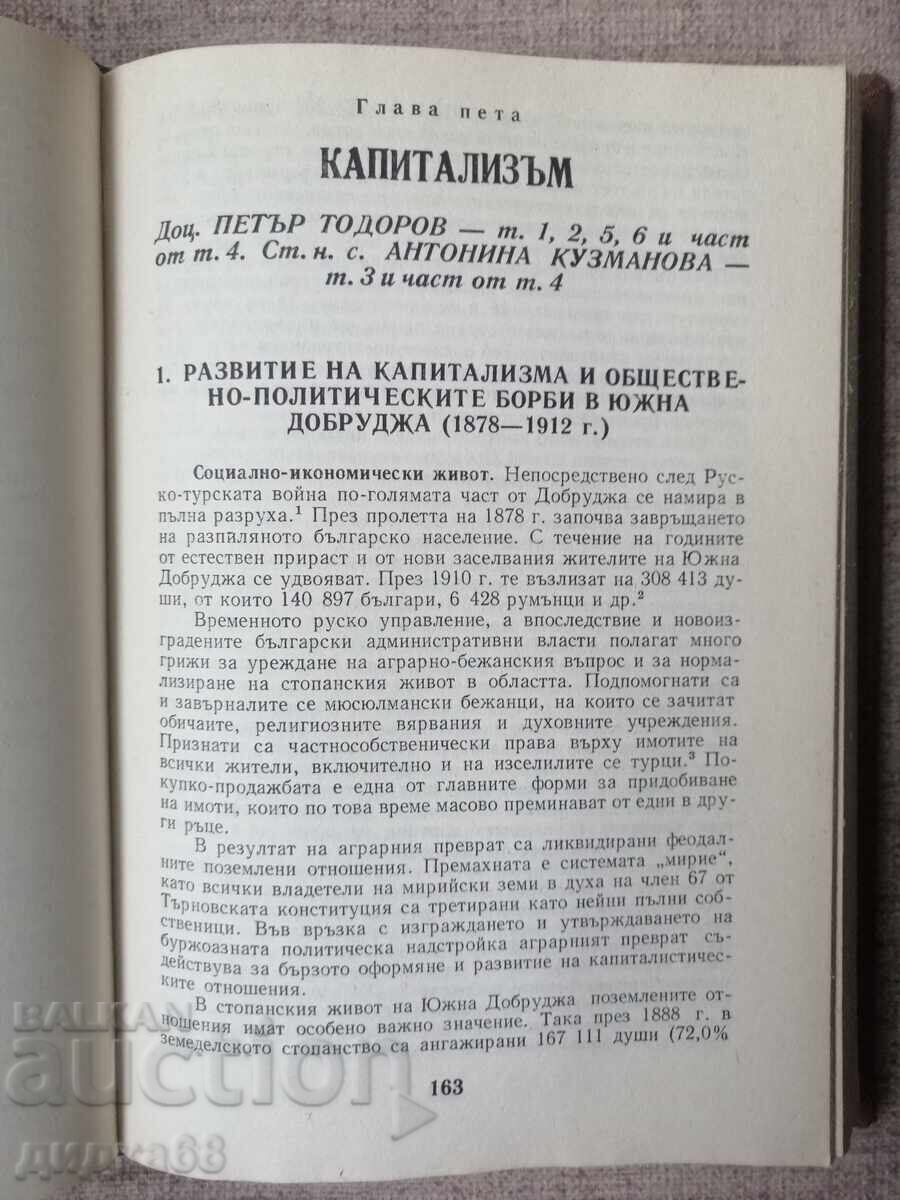 Глава пета
КАПИТАЛИЗЪМ
Доц. ПЕТЪР ТОДОРОВ — т. 1, 2, 5, 6 и част
от т. 4. Ст. н. с. АНТОНИНА КУЗМАНОВА —
т. 3 и част от т. 4
1. РАЗВИТИЕ НА КАПИТАЛИЗМА И ОБЩЕСТВЕ-
НО-ПОЛИТИЧЕСКИТЕ БОРБИ В ЮЖНА
ДОБРУДЖА (1878—1912 г.)
Социално-икономически живот. Непосредствено след Рус-
ко-турската война по-голямата част от Добруджа се намира в
пълна разруха.¹ През пролетта на 1878 г. започва завръщането
на разпиляното българско население. С течение на годините
от естествен прираст и от нови заселвания жителите на Южна
Добруджа се удвояват. През 1910 г. те възлизат на 308 413 ду-
ши, от които 140 897 българи, 6 428 румънци и др.²
Временното руско управление, а впоследствие и новоиз-
градените български административни власти полагат много
грижи за уреждане на аграрно-бежанския въпрос и за норма-
лизиране на стопанския живот в областта. Подпомогнати са
и завърналите се мюсюлмански бежанци, на които се зачитат
обичаите, религиозните вярвания и духовните учреждения.
Признати са частнособственически права върху имотите на
всички жители, включително и на изселилите се турци.³ По-
купко-продажбата е една от главните форми за придобиване
на имоти, които по това време масово преминават от едни в дру-
ги ръце.
В резултат на аграрния преврат са ликвидирани феодал-
ните поземлени отношения. Премахната е системата „мирие“,
като всички владетели на мирийски земи в духа на член 67 от
Търновската конституция са третирани като нейни пълни соб-
ственици. Във връзка с изграждането и утвърждаването на
буржоазната политическа надстройка аграрният преврат съ-
действува за бързото оформяне и развитие на капиталистичес-
ките отношения.
В стопанския живот на Южна Добруджа поземлените от-
ношения имат особено важно значение. Така през 1888 г. в
земеделското стопанство са ангажирани 167 111 души (72,0%
163
BALKAN
auction
дидка68